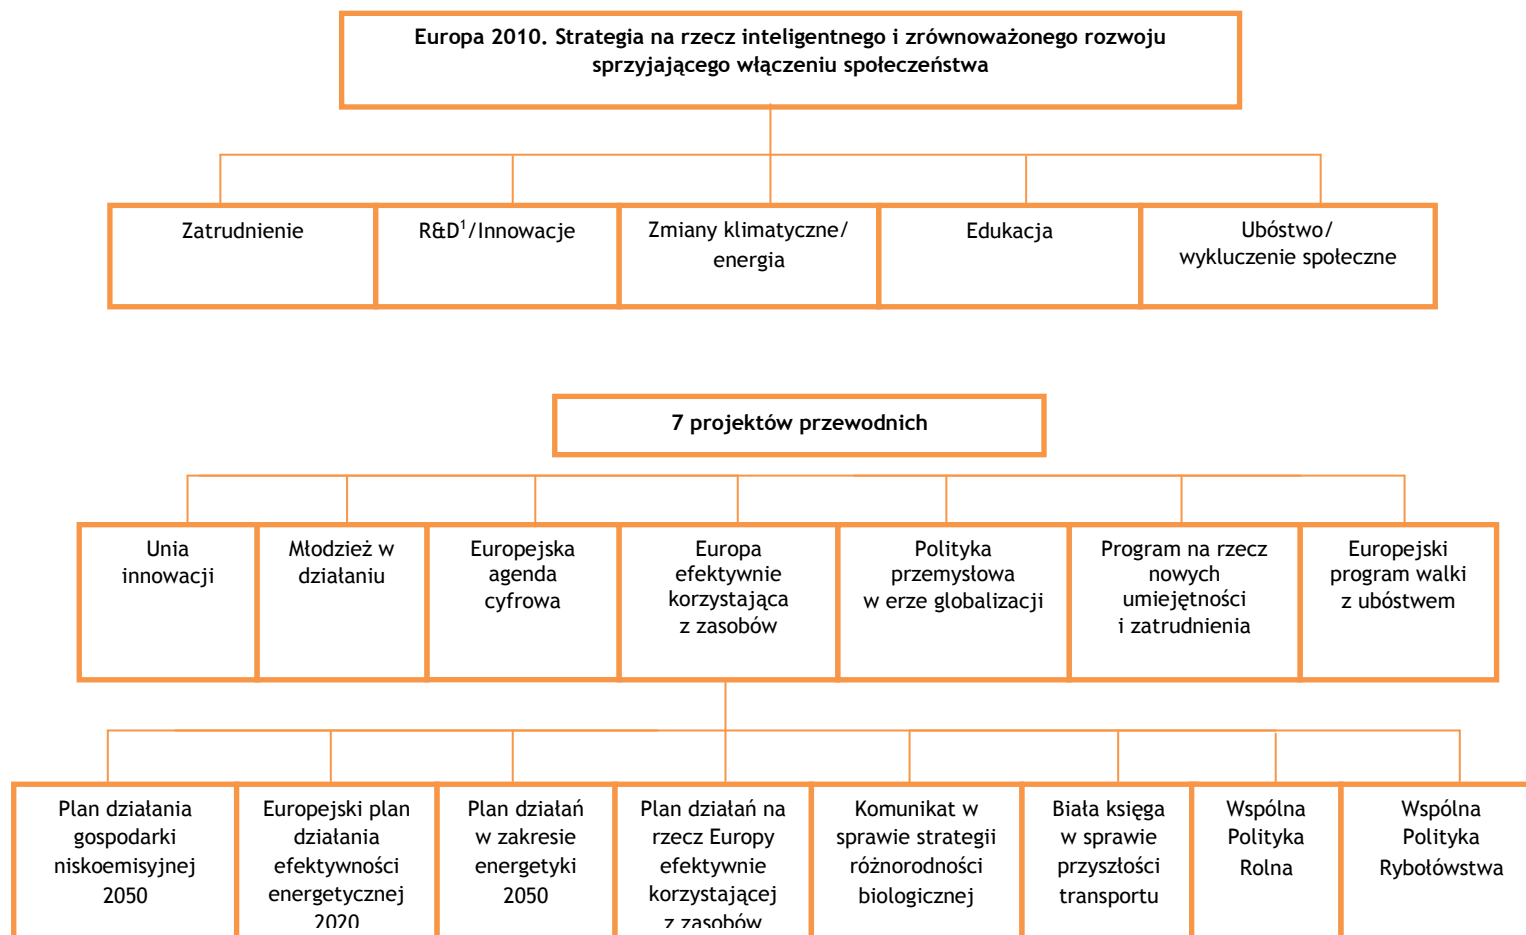 Europa 2010. Strategia na rzecz inteligentnego i zrównoważonego rozwoju
sprzyjającego włączeniu społeczeństwa
Zatrudnienie
R&D¹/Innowacje
Zmiany klimatyczne/
energia
Edukacja
Ubóstwo/
wykluczenie społeczne
7 projektów przewodnich
Unia
innowacji
Młodzież w
działaniu
Europejska
agenda
cyfrowa
Europa
efektywnie
korzystająca
z zasobów
Polityka
przemysłowa
w erze globalizacji
Program na rzecz
nowych
umiejętności
i zatrudnienia
Europejski
program walki
z ubóstwem
Plan działania
gospodarki
niskoemisyjnej
2050
Europejski plan
działania
efektywności
energetycznej
2020
Plan działań
w zakresie
energetyki
2050
Plan działań na
rzecz Europy
efektywnie
korzystającej
z zasobów
Komunikat w
sprawie strategii
różnorodności
biologicznej
Biała księga
w sprawie
przyszłości
transportu
Wspólna
Polityka
Rolna
Wspólna
Polityka
Rybołówstwa